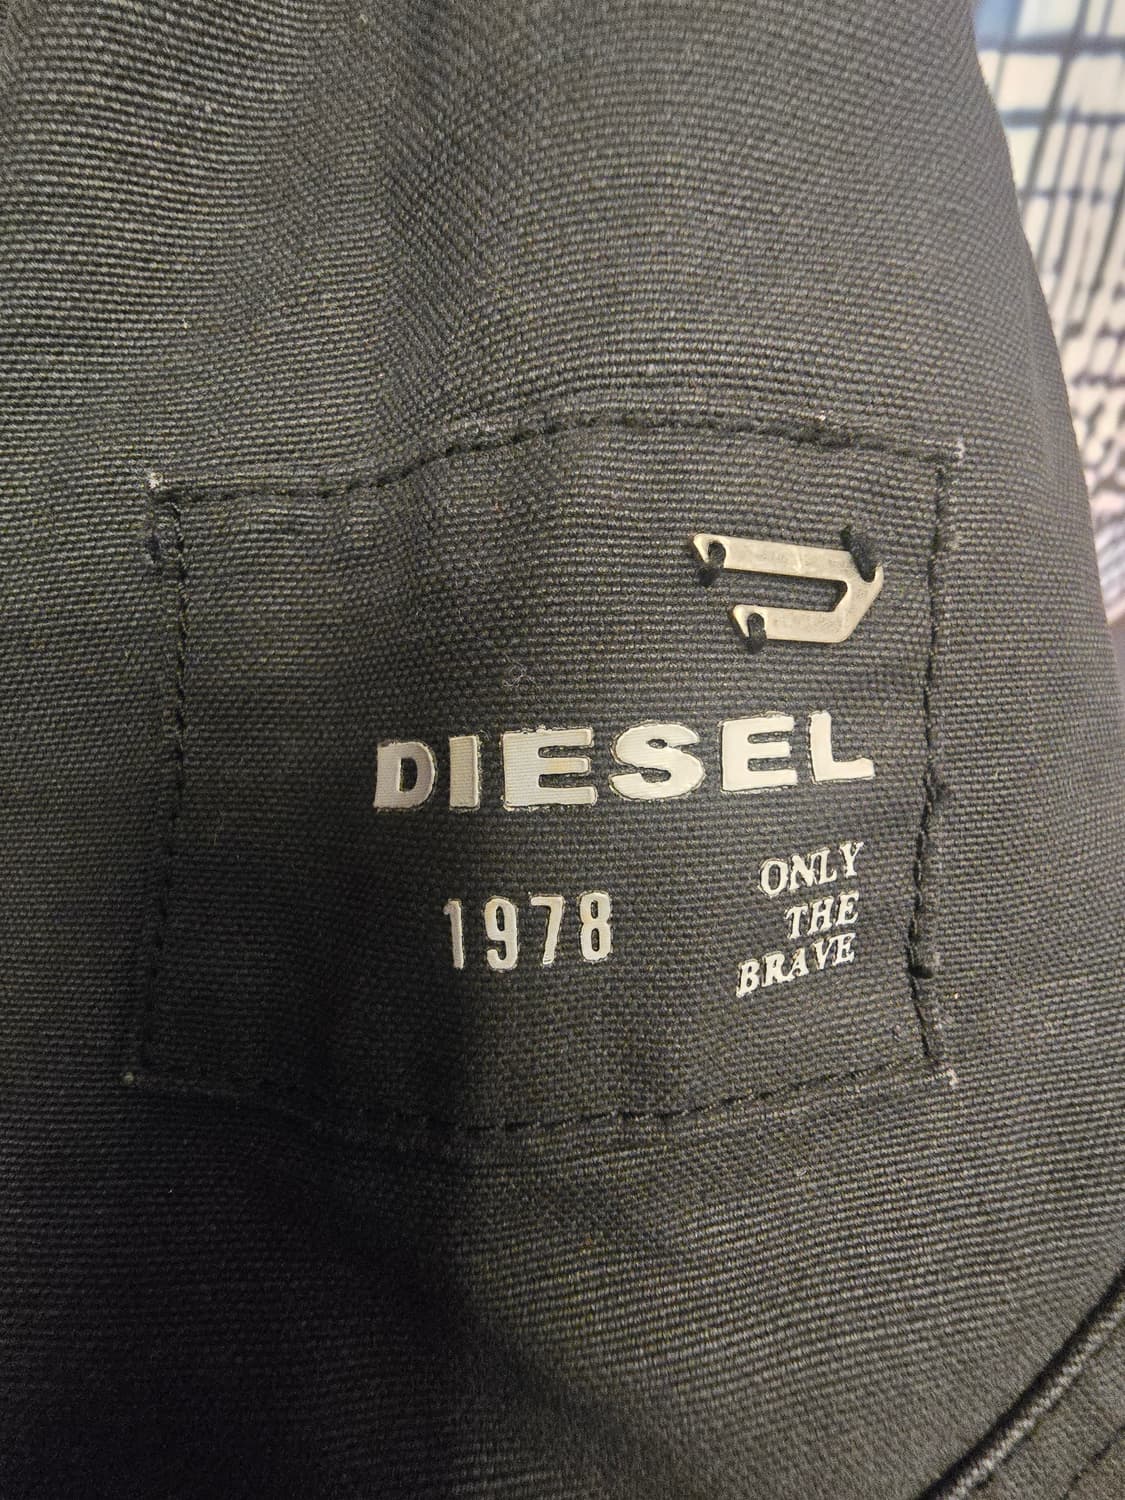 DIESEL
1978
ONLY
THE
BRAVE